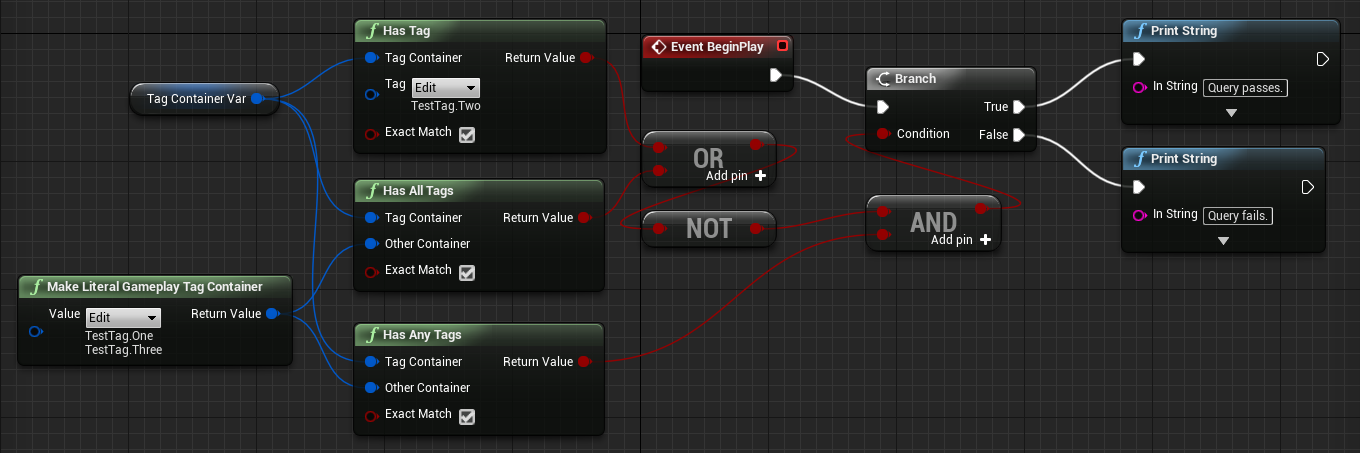 Tag Container Var
Make Literal Gameplay Tag Container
Value Edit Return Value
TestTag.One
TestTag.Three
Has Tag
Tag Container Return Value
Tag Edit
TestTag.Two
Exact Match
Has All Tags
Tag Container Return Value
Other Container
Exact Match
Has Any Tags
Tag Container Return Value
Other Container
Exact Match
Event BeginPlay
OR
Add pin
NOT
AND
Add pin
Branch
True
Condition False
Print String
In String Query passes.
Print String
In String Query fails.